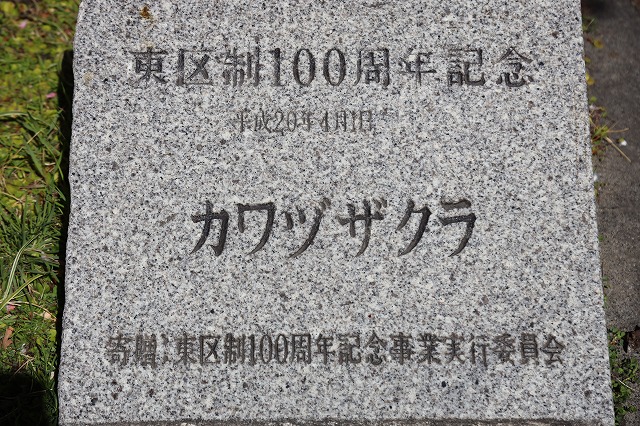 東区制100周年記念
平成20年4月1日
カワヅザクラ
寄贈:東区制100周年記念事業実行委員会